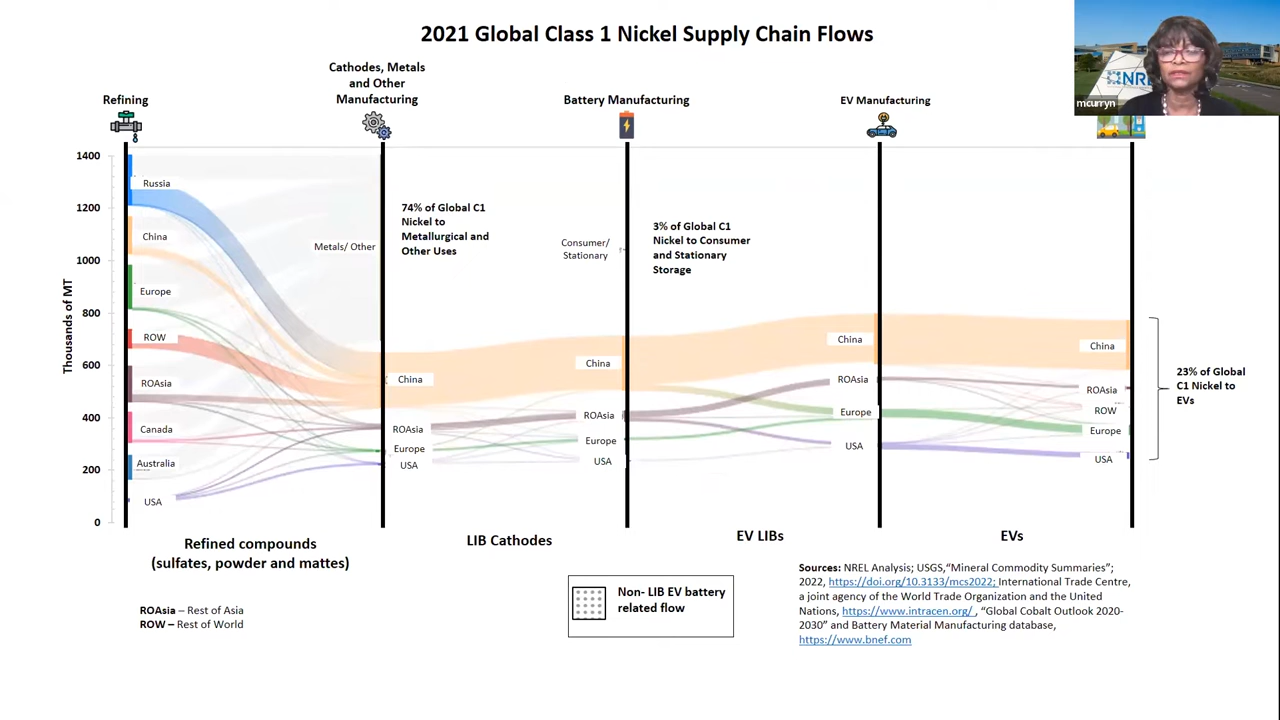 2021 Global Class 1 Nickel Supply Chain Flows
NREL
mcurryn
Refining
Cathodes, Metals
and Other
Manufacturing
Battery Manufacturing
EV Manufacturing
Thousands of MT
1400
1200
1000
800
600
400
200
0
Russia
China
Europe
ROW
ROAsia
Canada
Australia
USA
Metals/ Other
China
ROAsia
Europe
USA
74% of Global C1
Nickel to
Metallurgical and
Other Uses
Consumer/
Stationary
China
ROAsia
Europe
USA
3% of Global C1
Nickel to Consumer
and Stationary
Storage
China
ROAsia
Europe
USA
China
ROAsia
ROW
Europe
USA
23% of Global
C1 Nickel to
EVs
Refined compounds
(sulfates, powder and mattes)
LIB Cathodes
EV LIBs
EVs
ROAsia – Rest of Asia
ROW – Rest of World
Non- LIB EV battery
related flow
Sources: NREL Analysis; USGS,“Mineral Commodity Summaries”;
2022, https://doi.org/10.3133/mcs2022; International Trade Centre,
a joint agency of the World Trade Organization and the United
Nations, https://www.intracen.org/ , “Global Cobalt Outlook 2020-
2030” and Battery Material Manufacturing database,
https://www.bnef.com